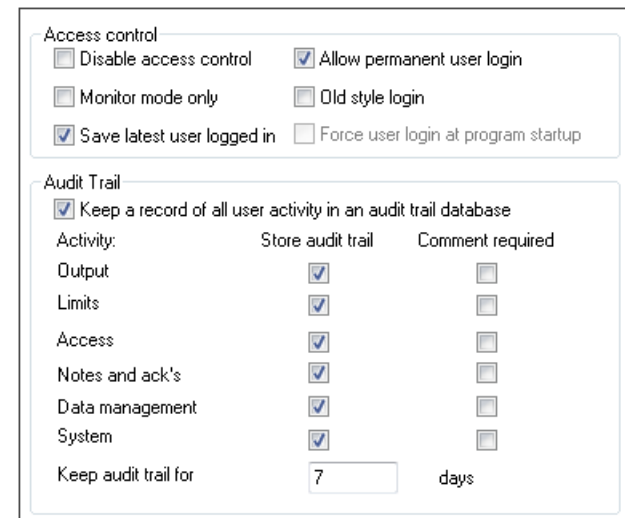 Access control
Disable access control Allow permanent user login
Monitor mode only Old style login
Save latest user logged in Force user login at program startup
Audit Trail
Keep a record of all user activity in an audit trail database
Activity: Store audit trail Comment required
Output
Limits
Access
Notes and ack's
Data management
System
Keep audit trail for 7 days